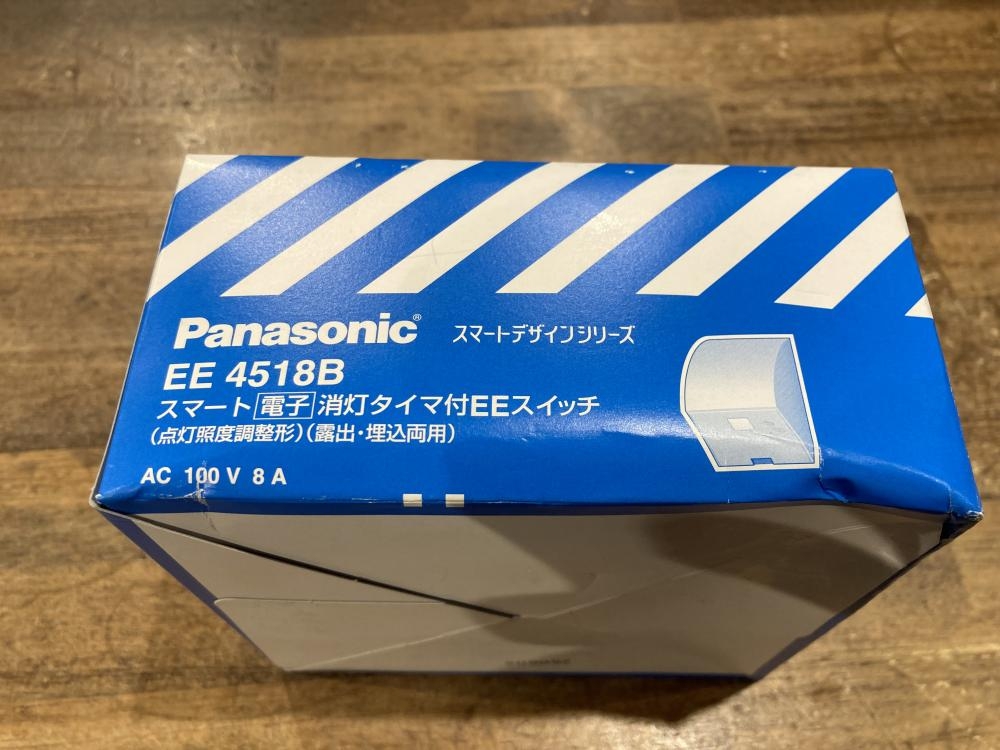 Panasonic® スマートデザインシリーズ
EE 4518B
スマート 電子 消灯タイマ付EEスイッチ
(点灯照度調整形)(露出・埋込両用)
AC 100 V 8 A